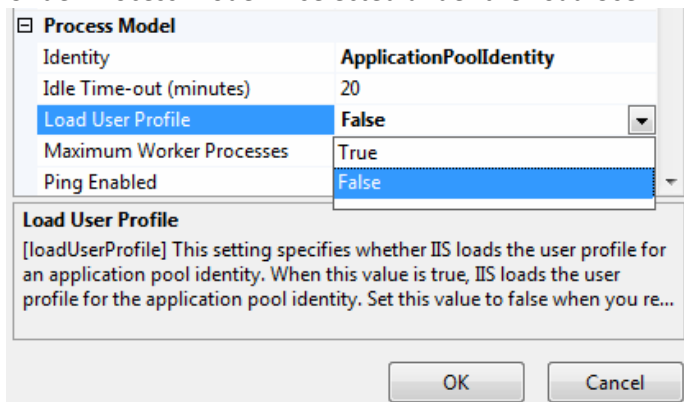 Process Model
Identity ApplicationPoolIdentity
Idle Time-out (minutes) 20
Load User Profile False
Maximum Worker Processes True
Ping Enabled False
Load User Profile
[loadUserProfile] This setting specifies whether IIS loads the user profile for
an application pool identity. When this value is true, IIS loads the user
profile for the application pool identity. Set this value to false when you re...
OK Cancel